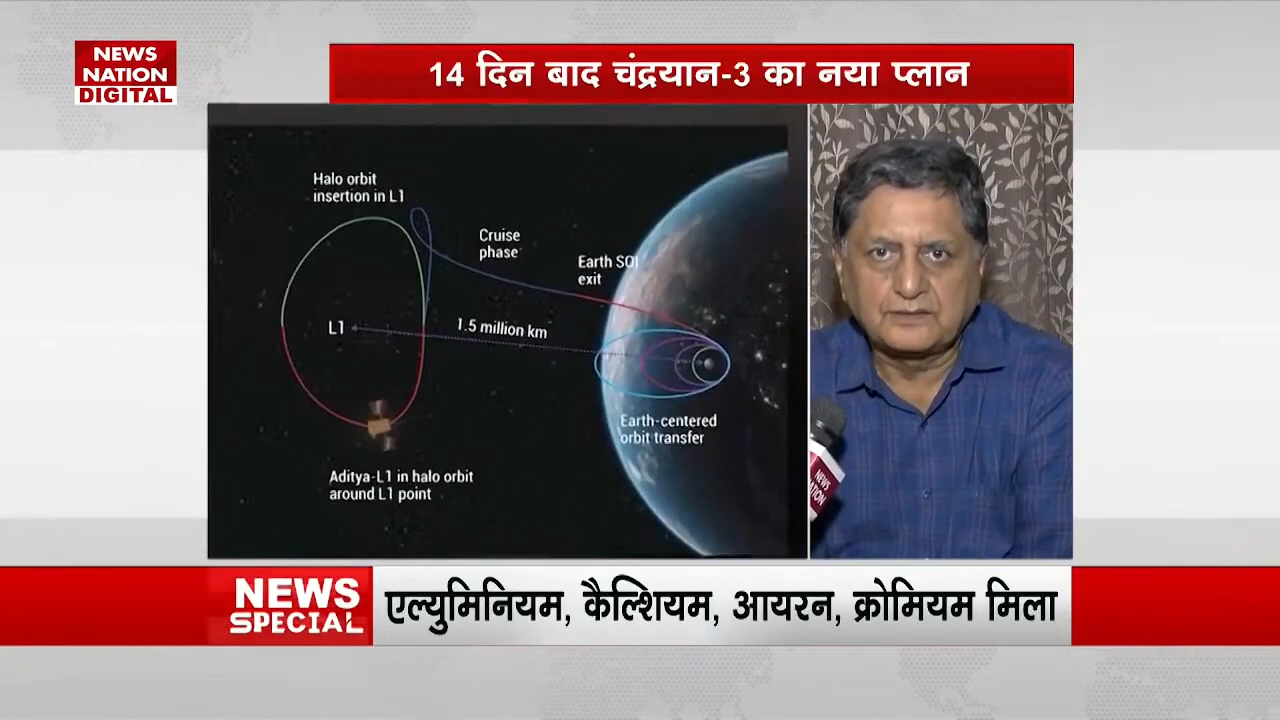 NEWS
NATION
DIGITAL
14 दिन बाद चंद्रयान-3 का नया प्लान
Halo orbit
insertion in L1
Cruise
phase
Earth SOI
exit
L1
1.5 million km
Earth-centered
orbit transfer
Aditya-L1 in halo orbit
around L1 point
NEWS
NATION
NEWS
SPECIAL
एल्युमिनियम, कैल्शियम, आयरन, क्रोमियम मिला